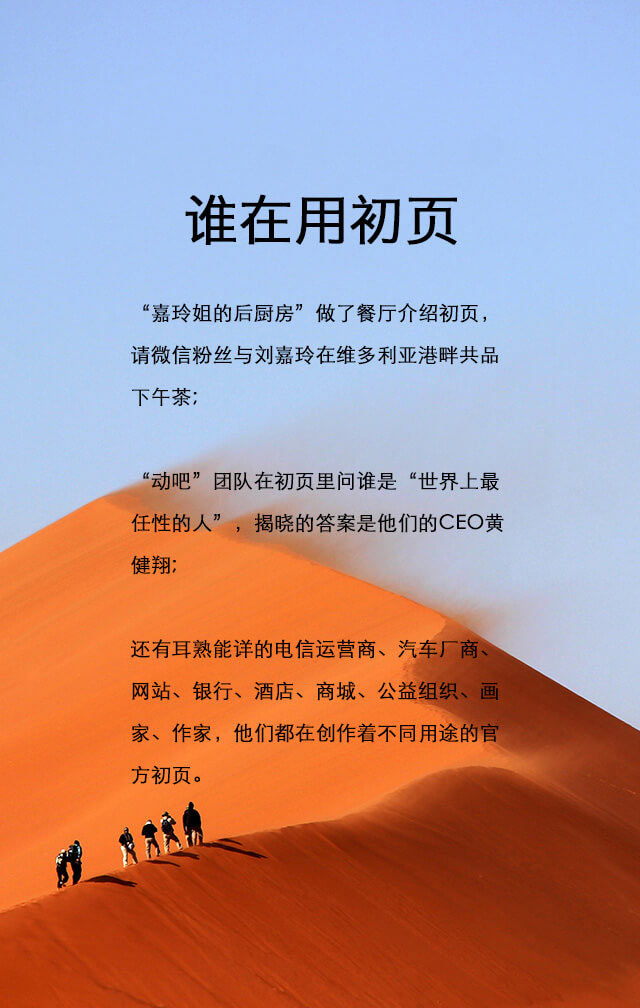 谁在用初页
“嘉玲姐的后厨房”做了餐厅介绍初页，
请微信粉丝与刘嘉玲在维多利亚港畔共品
下午茶；
“动吧”团队在初页里问谁是“世界上最
任性的人”，揭晓的答案是他们的CEO黄
健翔；
还有耳熟能详的电信运营商、汽车厂商、
网站、银行、酒店、商城、公益组织、画
家、作家，他们都在创作着不同用途的官
方初页。